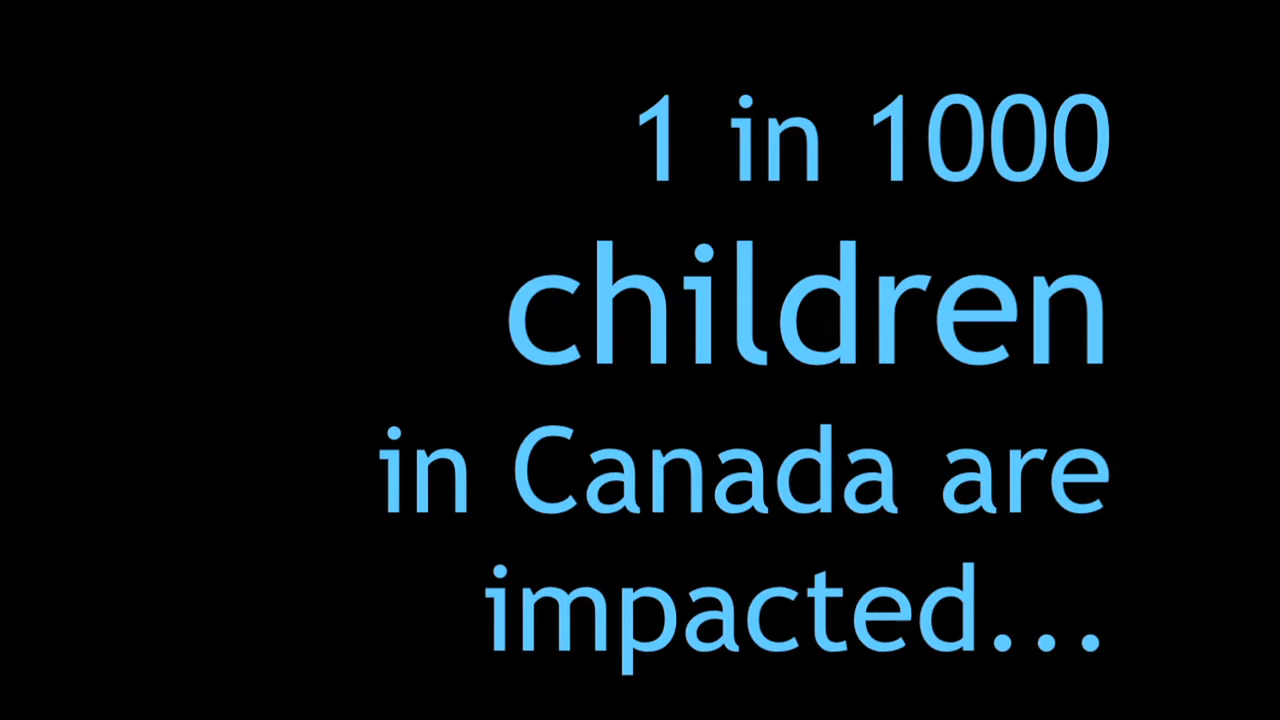 1 in 1000
children
in Canada are
impacted...